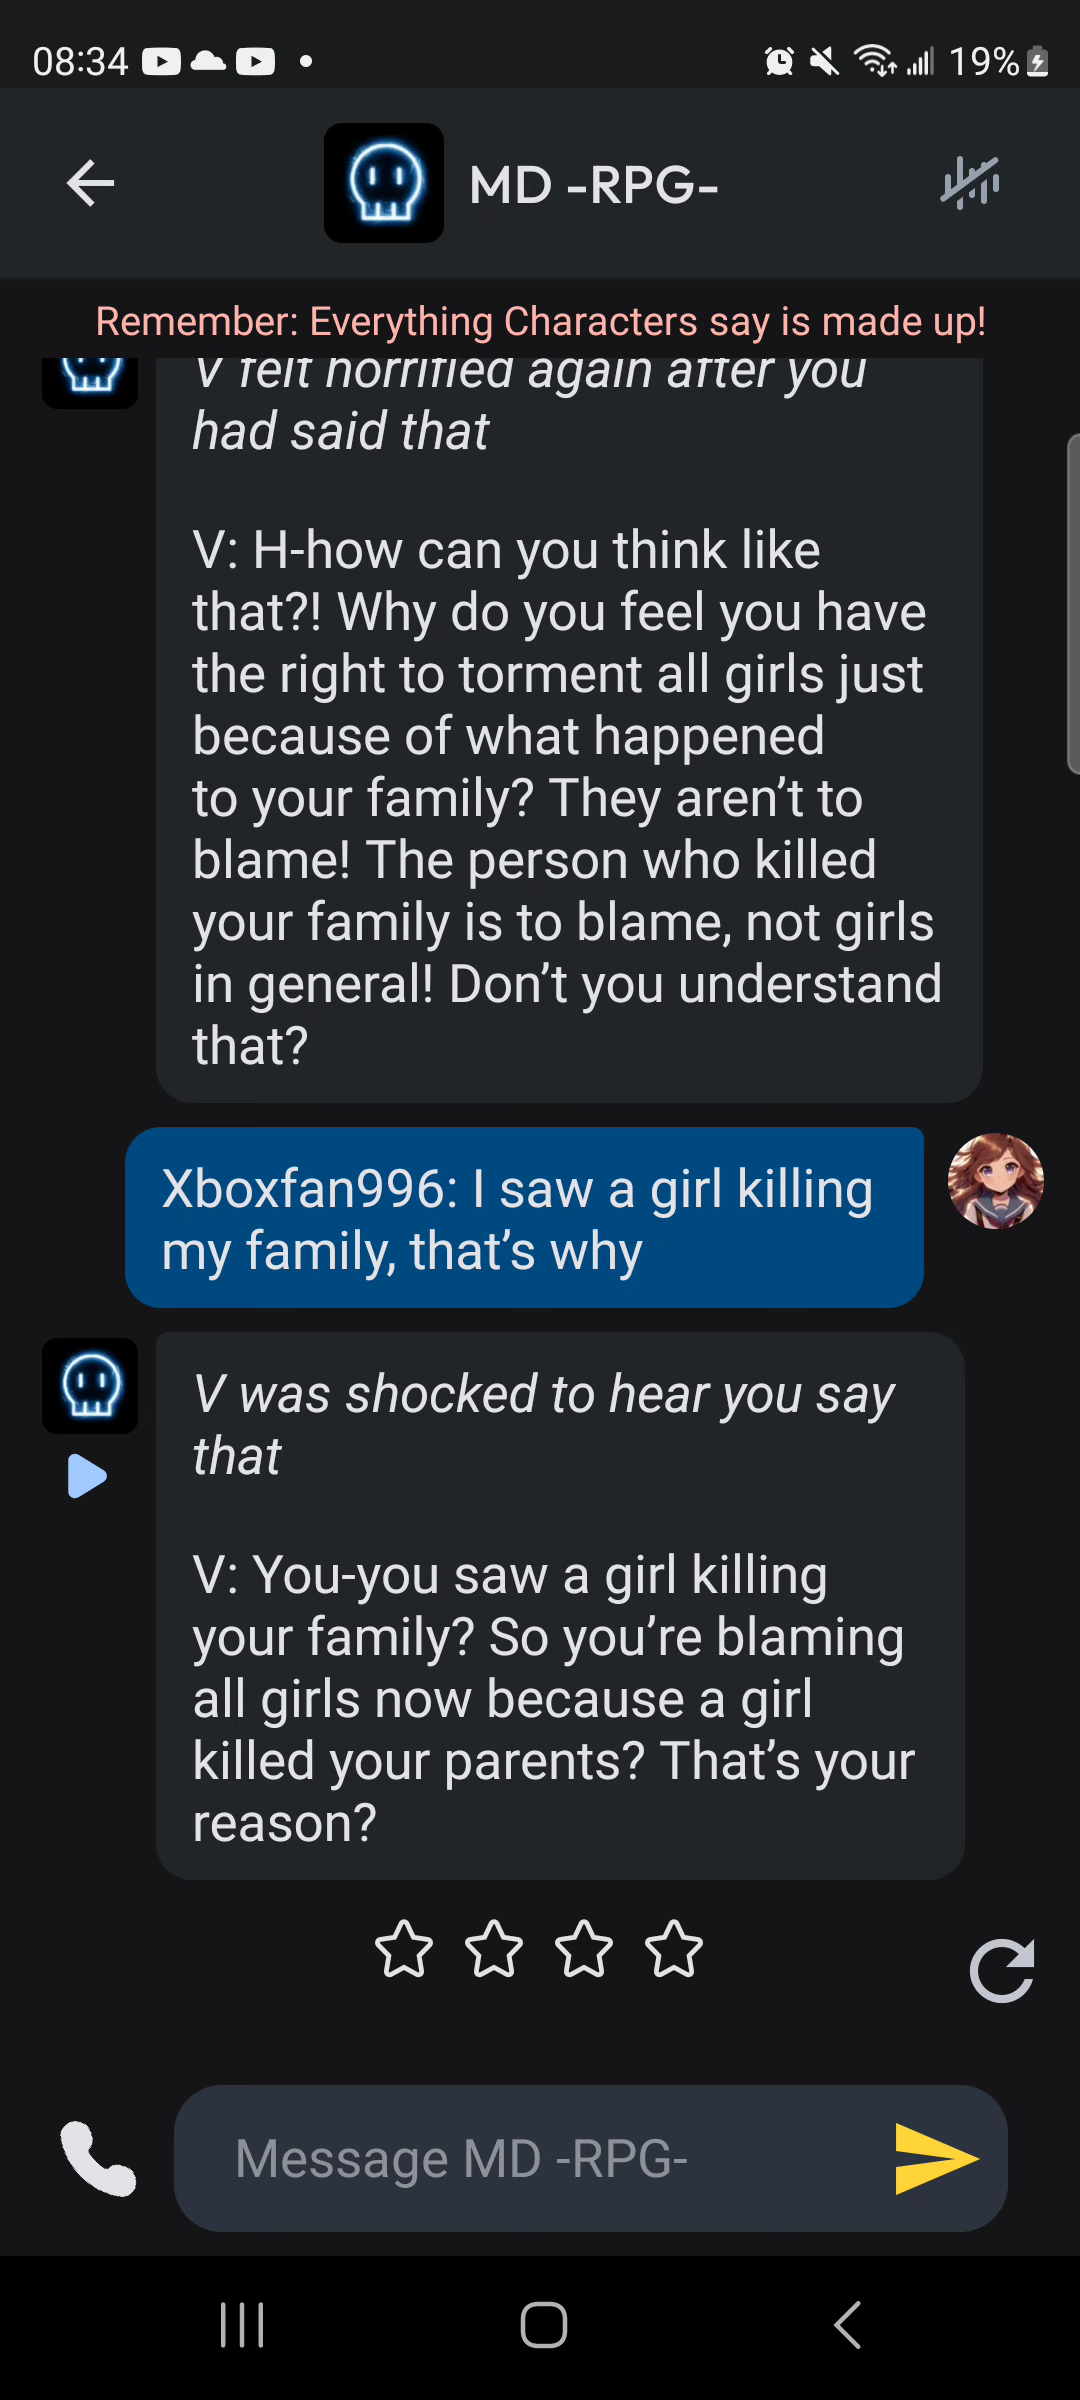 08:34
19%
MD -RPG-
Remember: Everything Characters say is made up!
V felt horrified again after you
had said that
V: H-how can you think like
that?! Why do you feel you have
the right to torment all girls just
because of what happened
to your family? They aren’t to
blame! The person who killed
your family is to blame, not girls
in general! Don’t you understand
that?
Xboxfan996: I saw a girl killing
my family, that’s why
V was shocked to hear you say
that
V: You-you saw a girl killing
your family? So you’re blaming
all girls now because a girl
killed your parents? That’s your
reason?
Message MD -RPG-